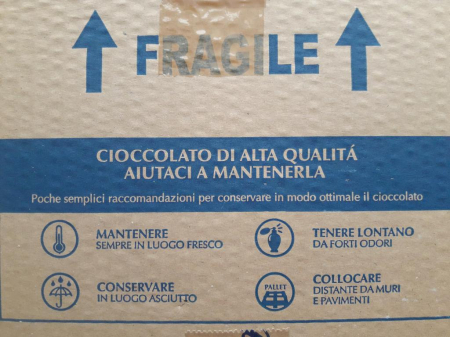 FRAGILE
CIOCCOLATO DI ALTA QUALITÁ
AIUTACI A MANTENERLA
Poche semplici raccomandazioni per conservare in modo ottimale il cioccolato
MANTENERE
SEMPRE IN LUOGO FRESCO
TENERE LONTANO
DA FORTI ODORI
CONSERVARE
IN LUOGO ASCIUTTO
PALLET
COLLOCARE
DISTANTE DA MURI
E PAVIMENTI